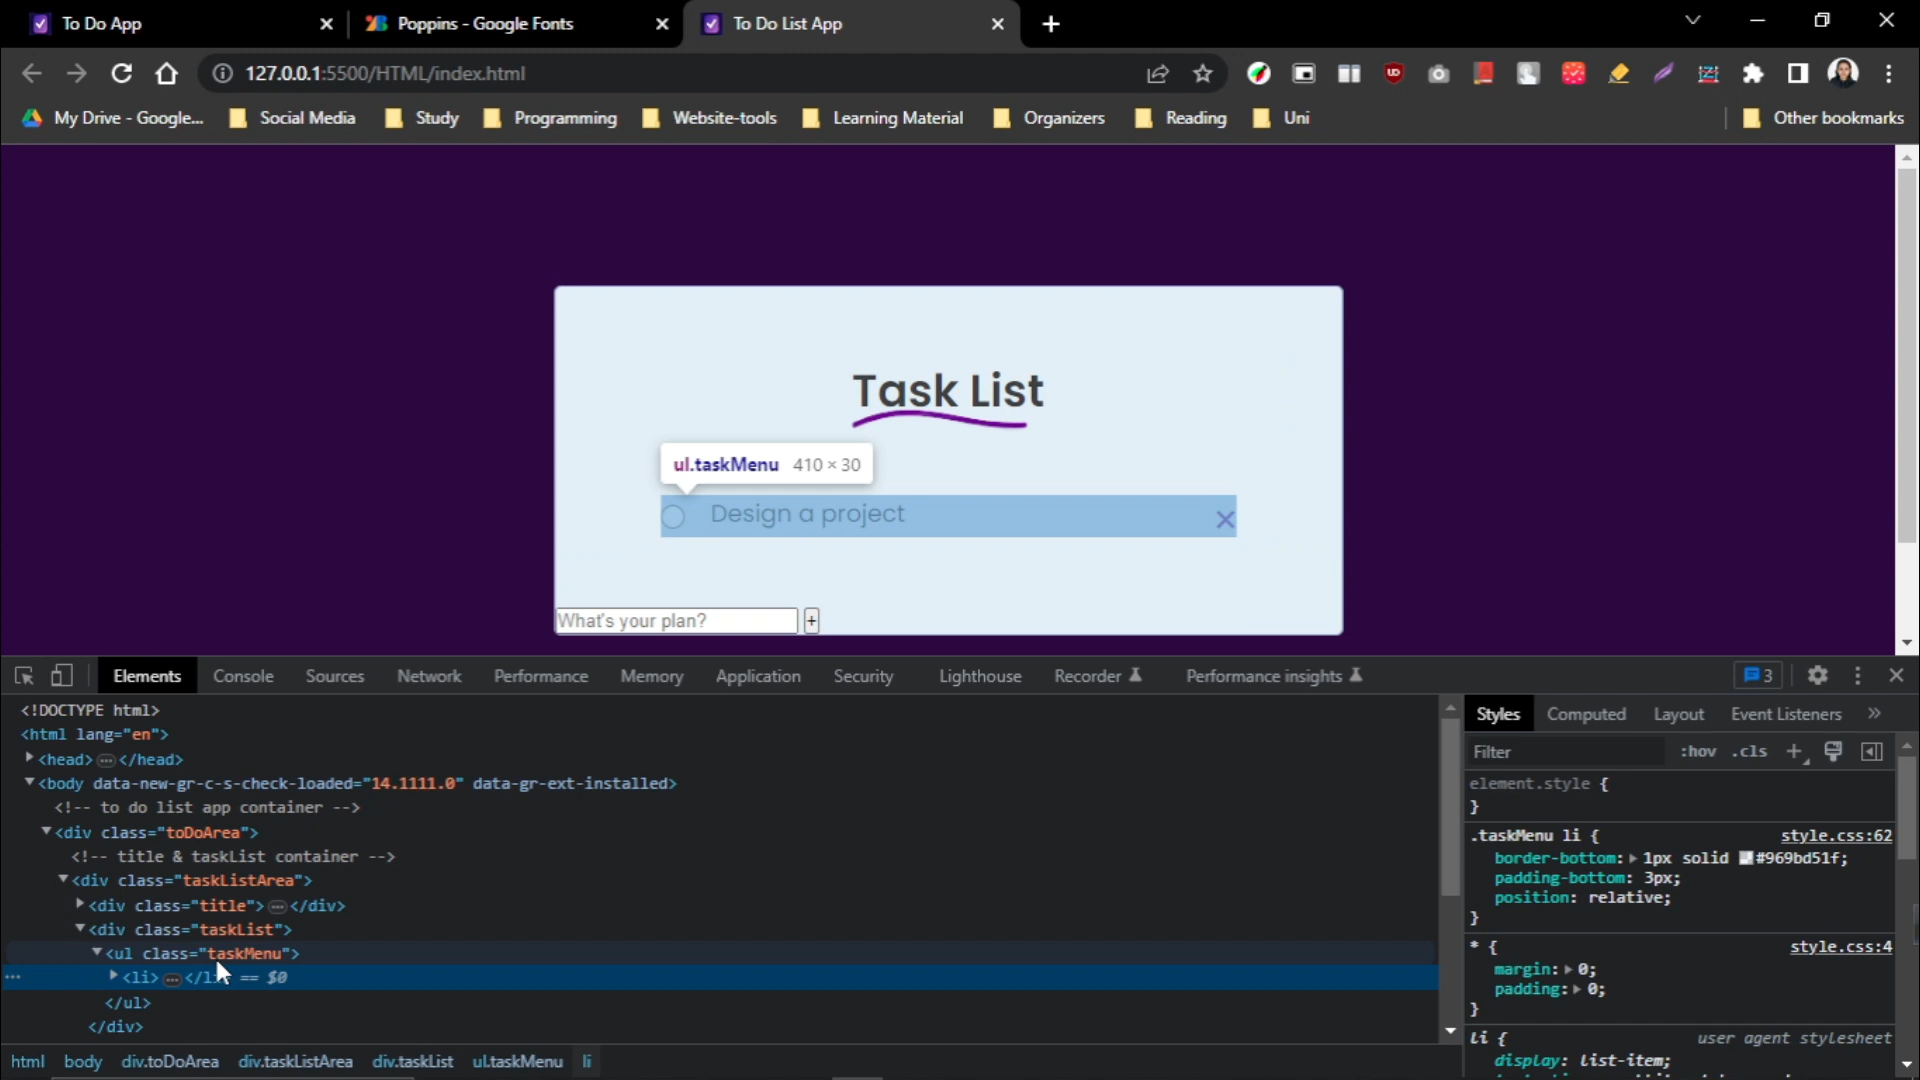 To Do App
Poppins - Google Fonts
To Do List App
127.0.0.1:5500/HTML/index.html
My Drive - Google...
Social Media
Study
Programming
Website-tools
Learning Material
Organizers
Reading
Uni
Other bookmarks
Task List
ul.taskMenu 410 × 30
Design a project
What's your plan?
+
Elements
Console
Sources
Network
Performance
Memory
Application
Security
Lighthouse
Recorder
Performance insights
3
<!DOCTYPE html>
<html lang="en">
<head>…</head>
<body data-new-gr-c-s-check-loaded="14.1111.0" data-gr-ext-installed>
<!-- to do list app container -->
<div class="toDoArea">
<!-- title & taskList container -->
<div class="taskListArea">
<div class="title">…</div>
<div class="taskList">
<ul class="taskMenu">
<li>…</li> == $0
</ul>
</div>
html body div.toDoArea div.taskListArea div.taskList ul.taskMenu li
Styles
Computed
Layout
Event Listeners
Filter
:hov .cls
element.style {
}
.taskMenu li { style.css:62
border-bottom: 1px solid #969bd51f;
padding-bottom: 3px;
position: relative;
}
* { style.css:4
margin: 0;
padding: 0;
}
li { user agent stylesheet
display: list-item;